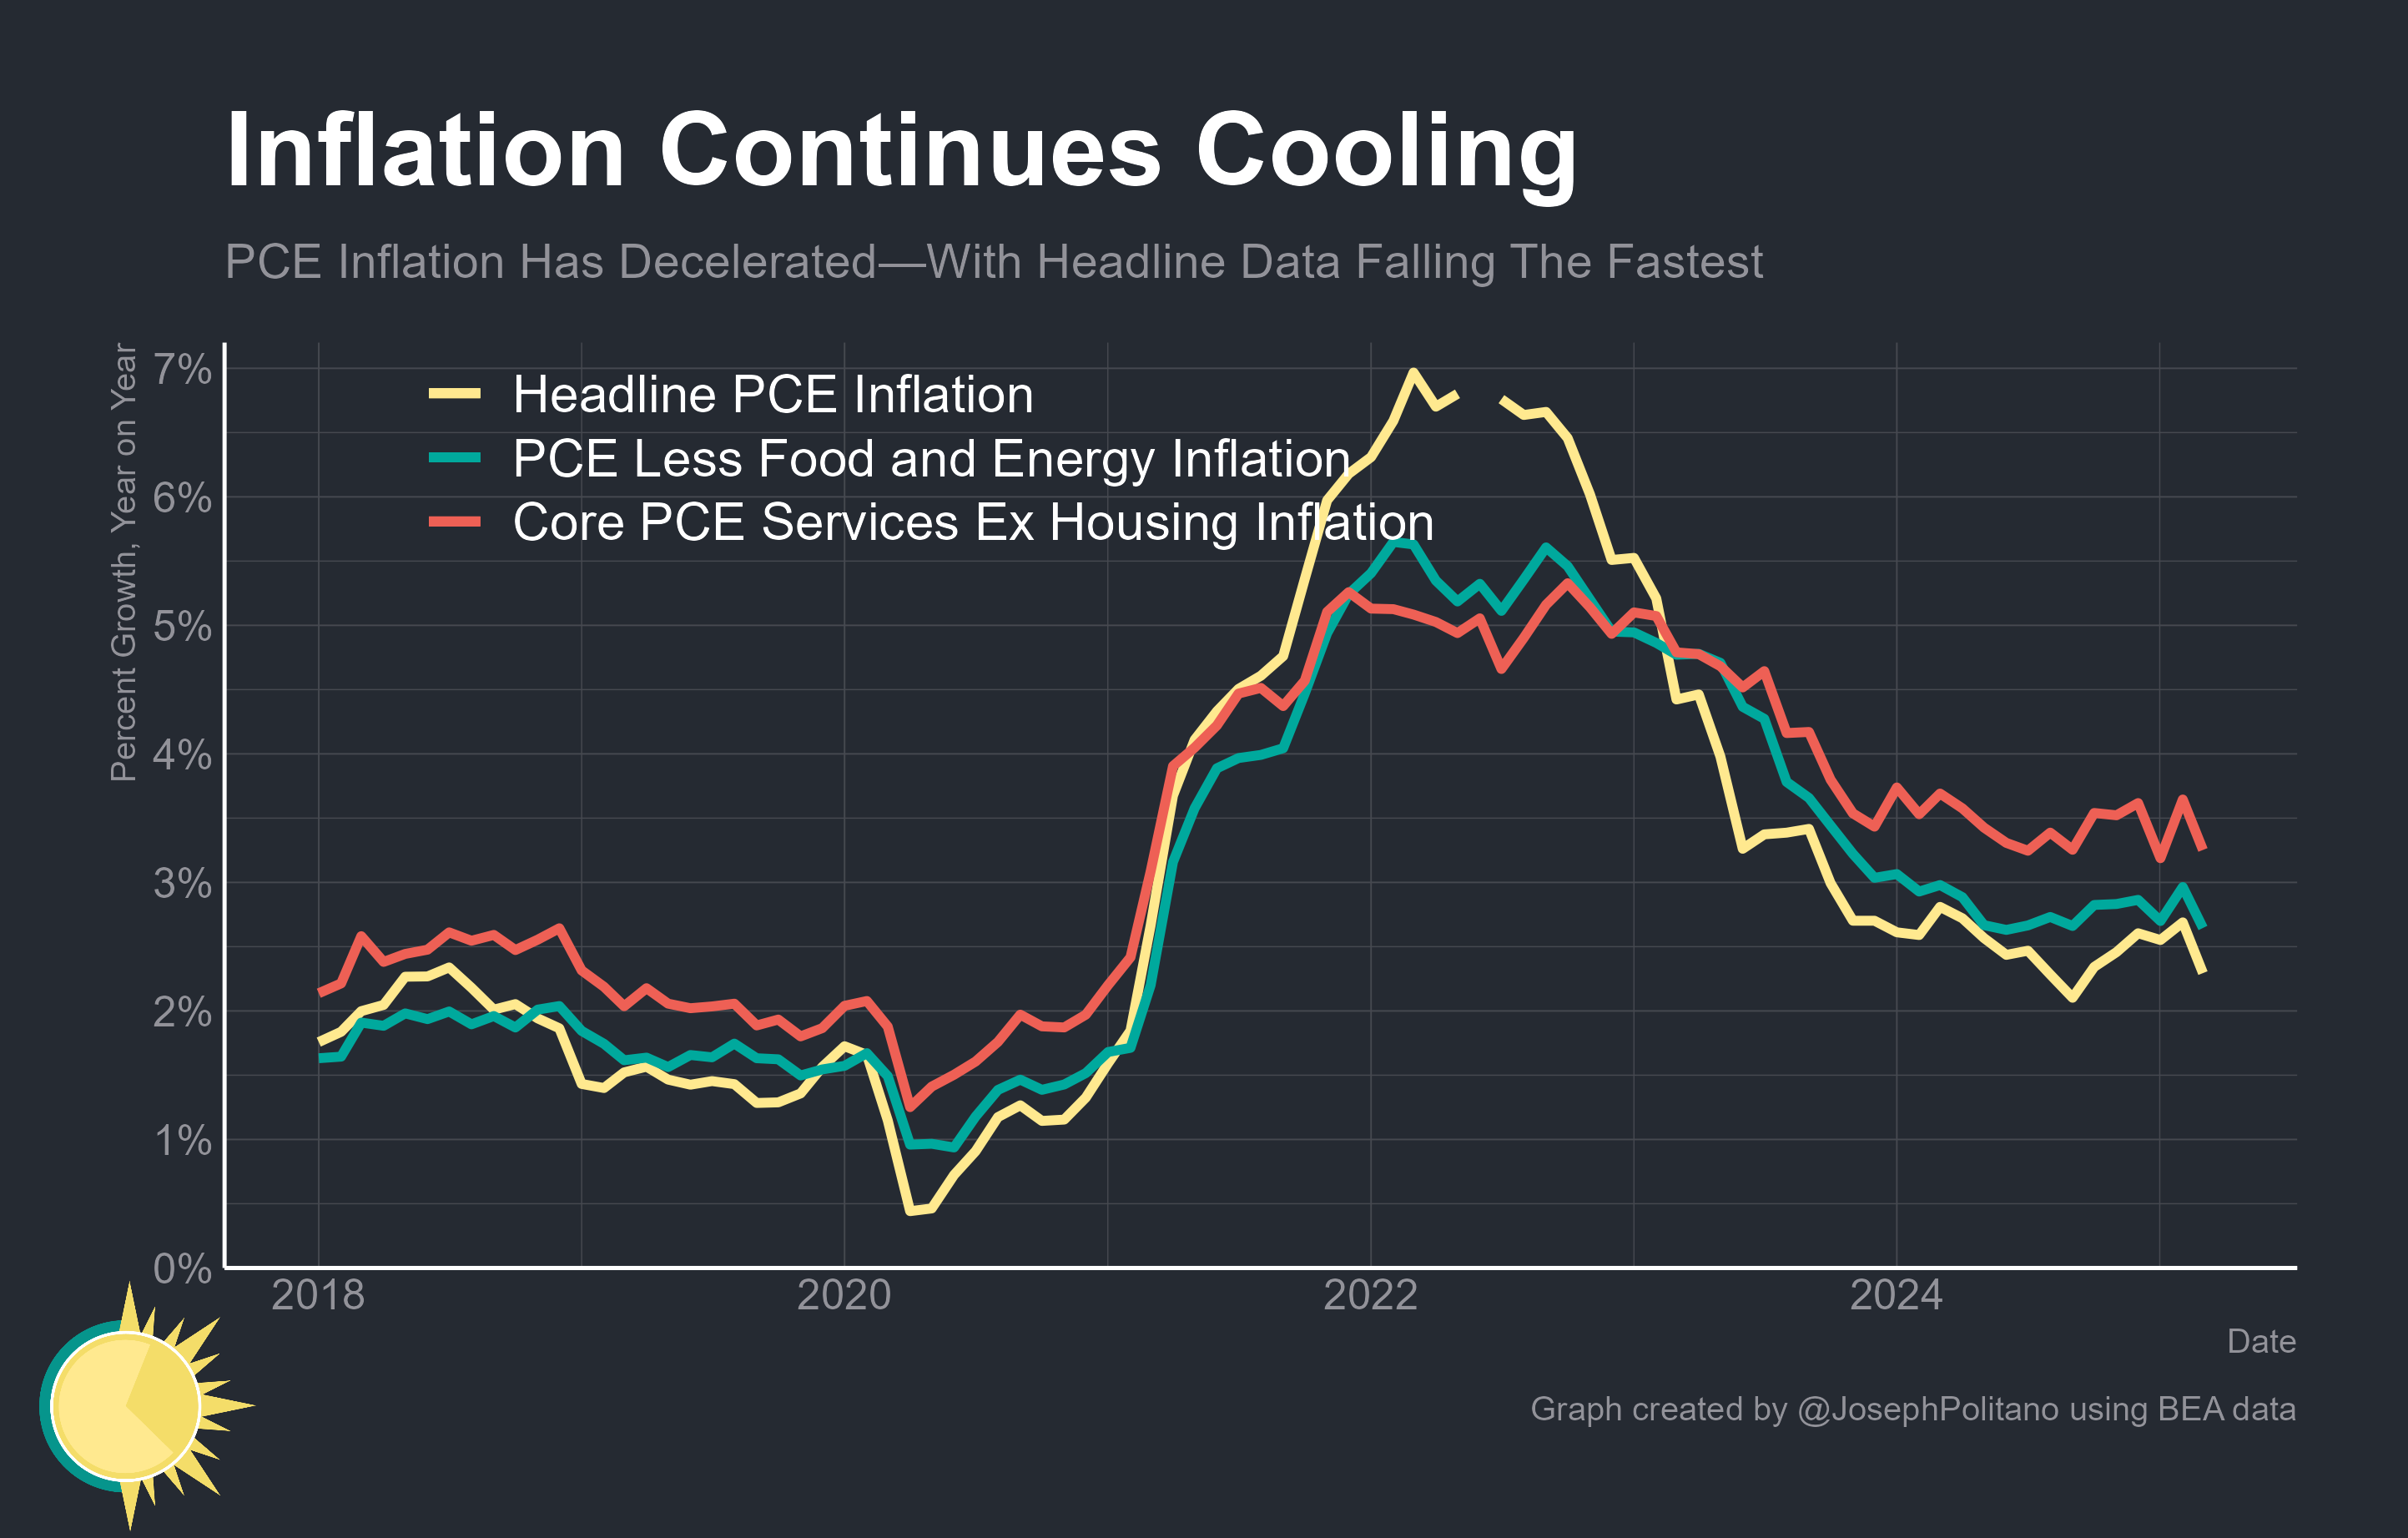 Inflation Continues Cooling
PCE Inflation Has Decelerated—With Headline Data Falling The Fastest
Percent Growth, Year on Year
7%
6%
5%
4%
3%
2%
1%
0%
Headline PCE Inflation
PCE Less Food and Energy Inflation
Core PCE Services Ex Housing Inflation
2018
2020
2022
2024
Date
Graph created by @JosephPolitano using BEA data